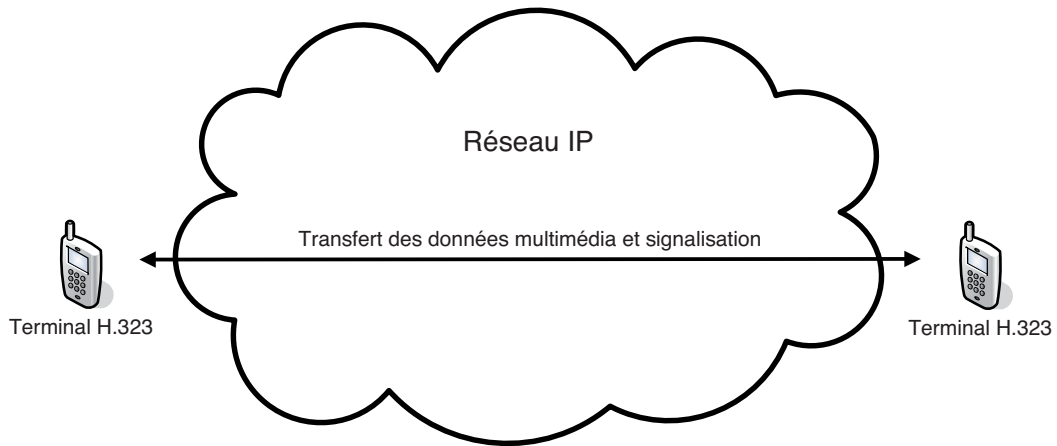 Réseau IP
Transfert des données multimédia et signalisation
Terminal H.323
Terminal H.323